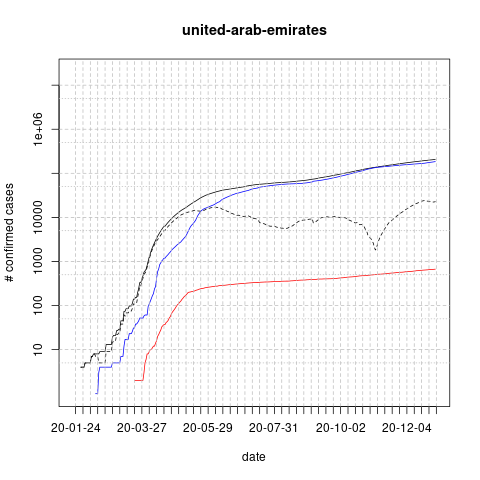 united-arab-emirates
# confirmed cases
1e+06
10000
1000
100
10
20-01-24 20-03-27 20-05-29 20-07-31 20-10-02 20-12-04
date